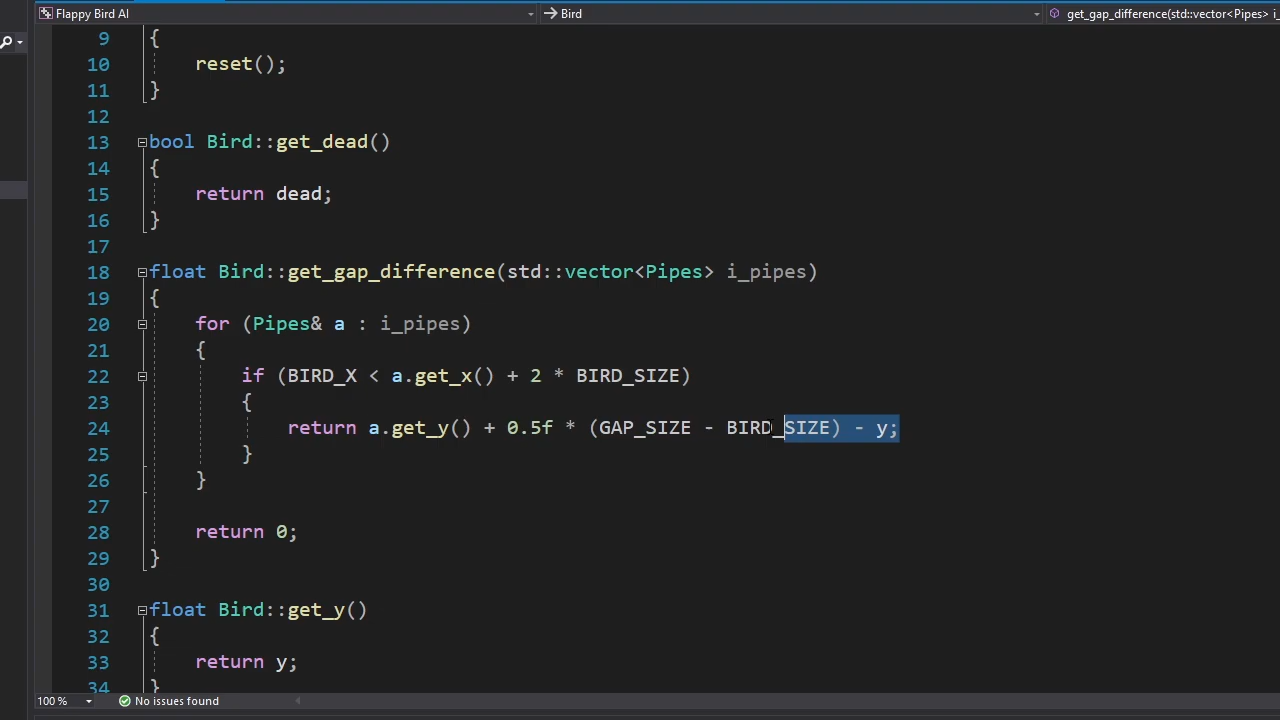 Flappy Bird AI
Bird
get_gap_difference(std::vector<Pipes> i_
9 {
10 reset();
11 }
12
13 bool Bird::get_dead()
14 {
15 return dead;
16 }
17
18 float Bird::get_gap_difference(std::vector<Pipes> i_pipes)
19 {
20 for (Pipes& a : i_pipes)
21 {
22 if (BIRD_X < a.get_x() + 2 * BIRD_SIZE)
23 {
24 return a.get_y() + 0.5f * (GAP_SIZE - BIRD_SIZE) - y;
25 }
26 }
27
28 return 0;
29 }
30
31 float Bird::get_y()
32 {
33 return y;
34 }
100 %
No issues found